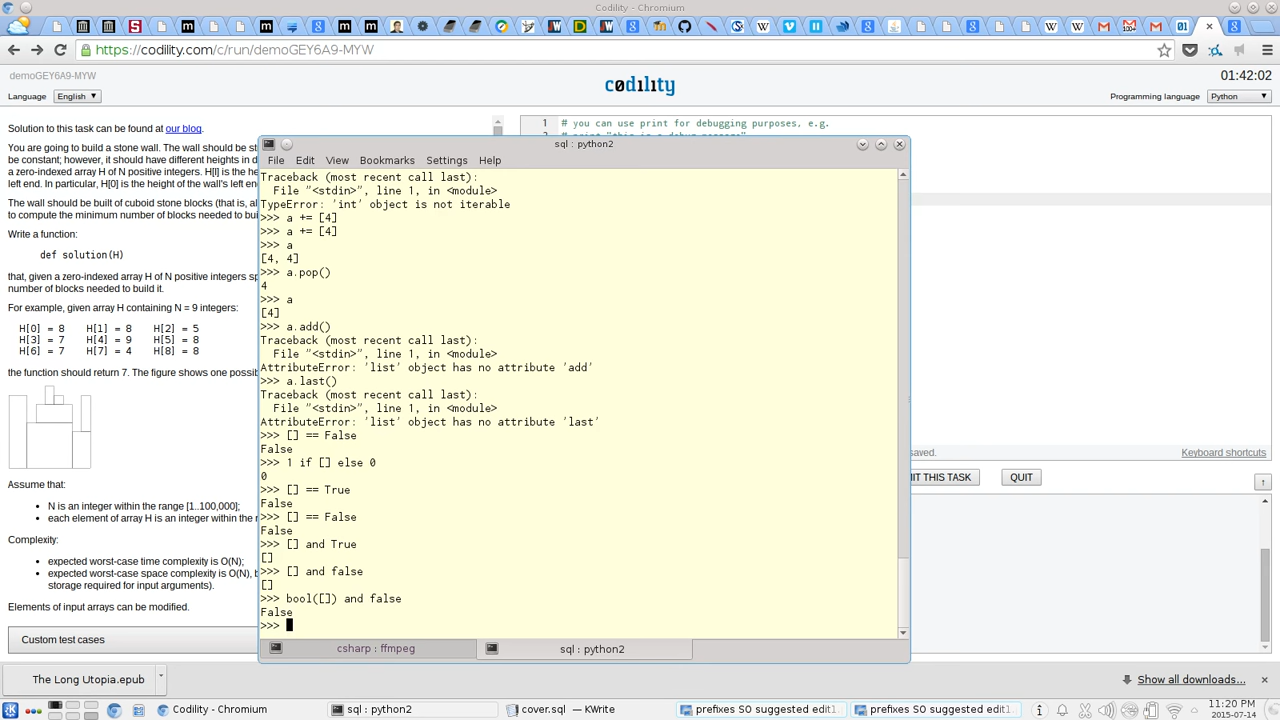 Codility - Chromium
https://codility.com/c/run/demoGEY6A9-MYW
demoGEY6A9-MYW
codility
01:42:02
Language English
Programming language Python
Solution to this task can be found at our blog.
You are going to build a stone wall. The wall should be st
be constant; however, it should have different heights in d
a zero-indexed array H of N positive integers. H[I] is the he
left end. In particular, H[0] is the height of the wall's left end
The wall should be built of cuboid stone blocks (that is, al
to compute the minimum number of blocks needed to bui
Write a function:
def solution(H)
that, given a zero-indexed array H of N positive integers sp
number of blocks needed to build it.
For example, given array H containing N = 9 integers:
H[0] = 8 H[1] = 8 H[2] = 5
H[3] = 7 H[4] = 9 H[5] = 8
H[6] = 7 H[7] = 4 H[8] = 8
the function should return 7. The figure shows one possib
Assume that:
N is an integer within the range [1..100,000];
each element of array H is an integer within the r
Complexity:
expected worst-case time complexity is O(N);
expected worst-case space complexity is O(N), b
storage required for input arguments).
Elements of input arrays can be modified.
Custom test cases
1 # you can use print for debugging purposes, e.g.
sql : python2
File Edit View Bookmarks Settings Help
Traceback (most recent call last):
File "<stdin>", line 1, in <module>
TypeError: 'int' object is not iterable
>>> a += [4]
>>> a += [4]
>>> a
[4, 4]
>>> a.pop()
4
>>> a
[4]
>>> a.add()
Traceback (most recent call last):
File "<stdin>", line 1, in <module>
AttributeError: 'list' object has no attribute 'add'
>>> a.last()
Traceback (most recent call last):
File "<stdin>", line 1, in <module>
AttributeError: 'list' object has no attribute 'last'
>>> [] == False
False
>>> 1 if [] else 0
0
>>> [] == True
False
>>> [] == False
False
>>> [] and True
[]
>>> [] and false
[]
>>> bool([]) and false
False
>>>
csharp : ffmpeg
sql : python2
saved.
Keyboard shortcuts
IT THIS TASK
QUIT
The Long Utopia.epub
Show all downloads...
Codility - Chromium
sql : python2
cover.sql — KWrite
prefixes SO suggested edit1
prefixes SO suggested edit1
11:20 PM
2015-07-14